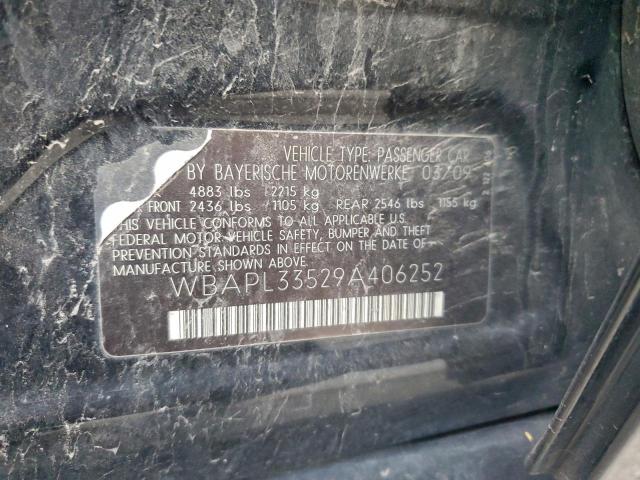 VEHICLE TYPE: PASSENGER CAR
BY BAYERISCHE MOTORENWERKE 03/09
4883 lbs 2215 kg
FRONT 2436 lbs 1105 kg REAR 2546 lbs 1155 kg
THIS VEHICLE CONFORMS TO ALL APPLICABLE U.S.
FEDERAL MOTOR VEHICLE SAFETY, BUMPER AND THEFT
PREVENTION STANDARDS IN EFFECT ON THE DATE OF
MANUFACTURE SHOWN ABOVE.
WBAPL33529A406252